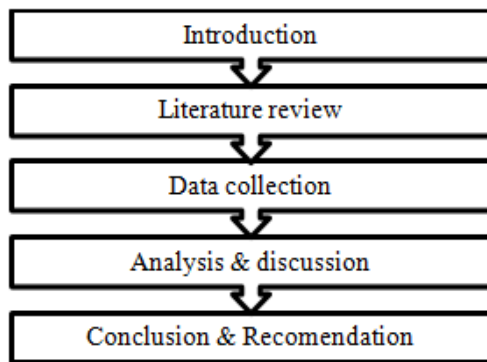 Introduction
Literature review
Data collection
Analysis & discussion
Conclusion & Recomendation